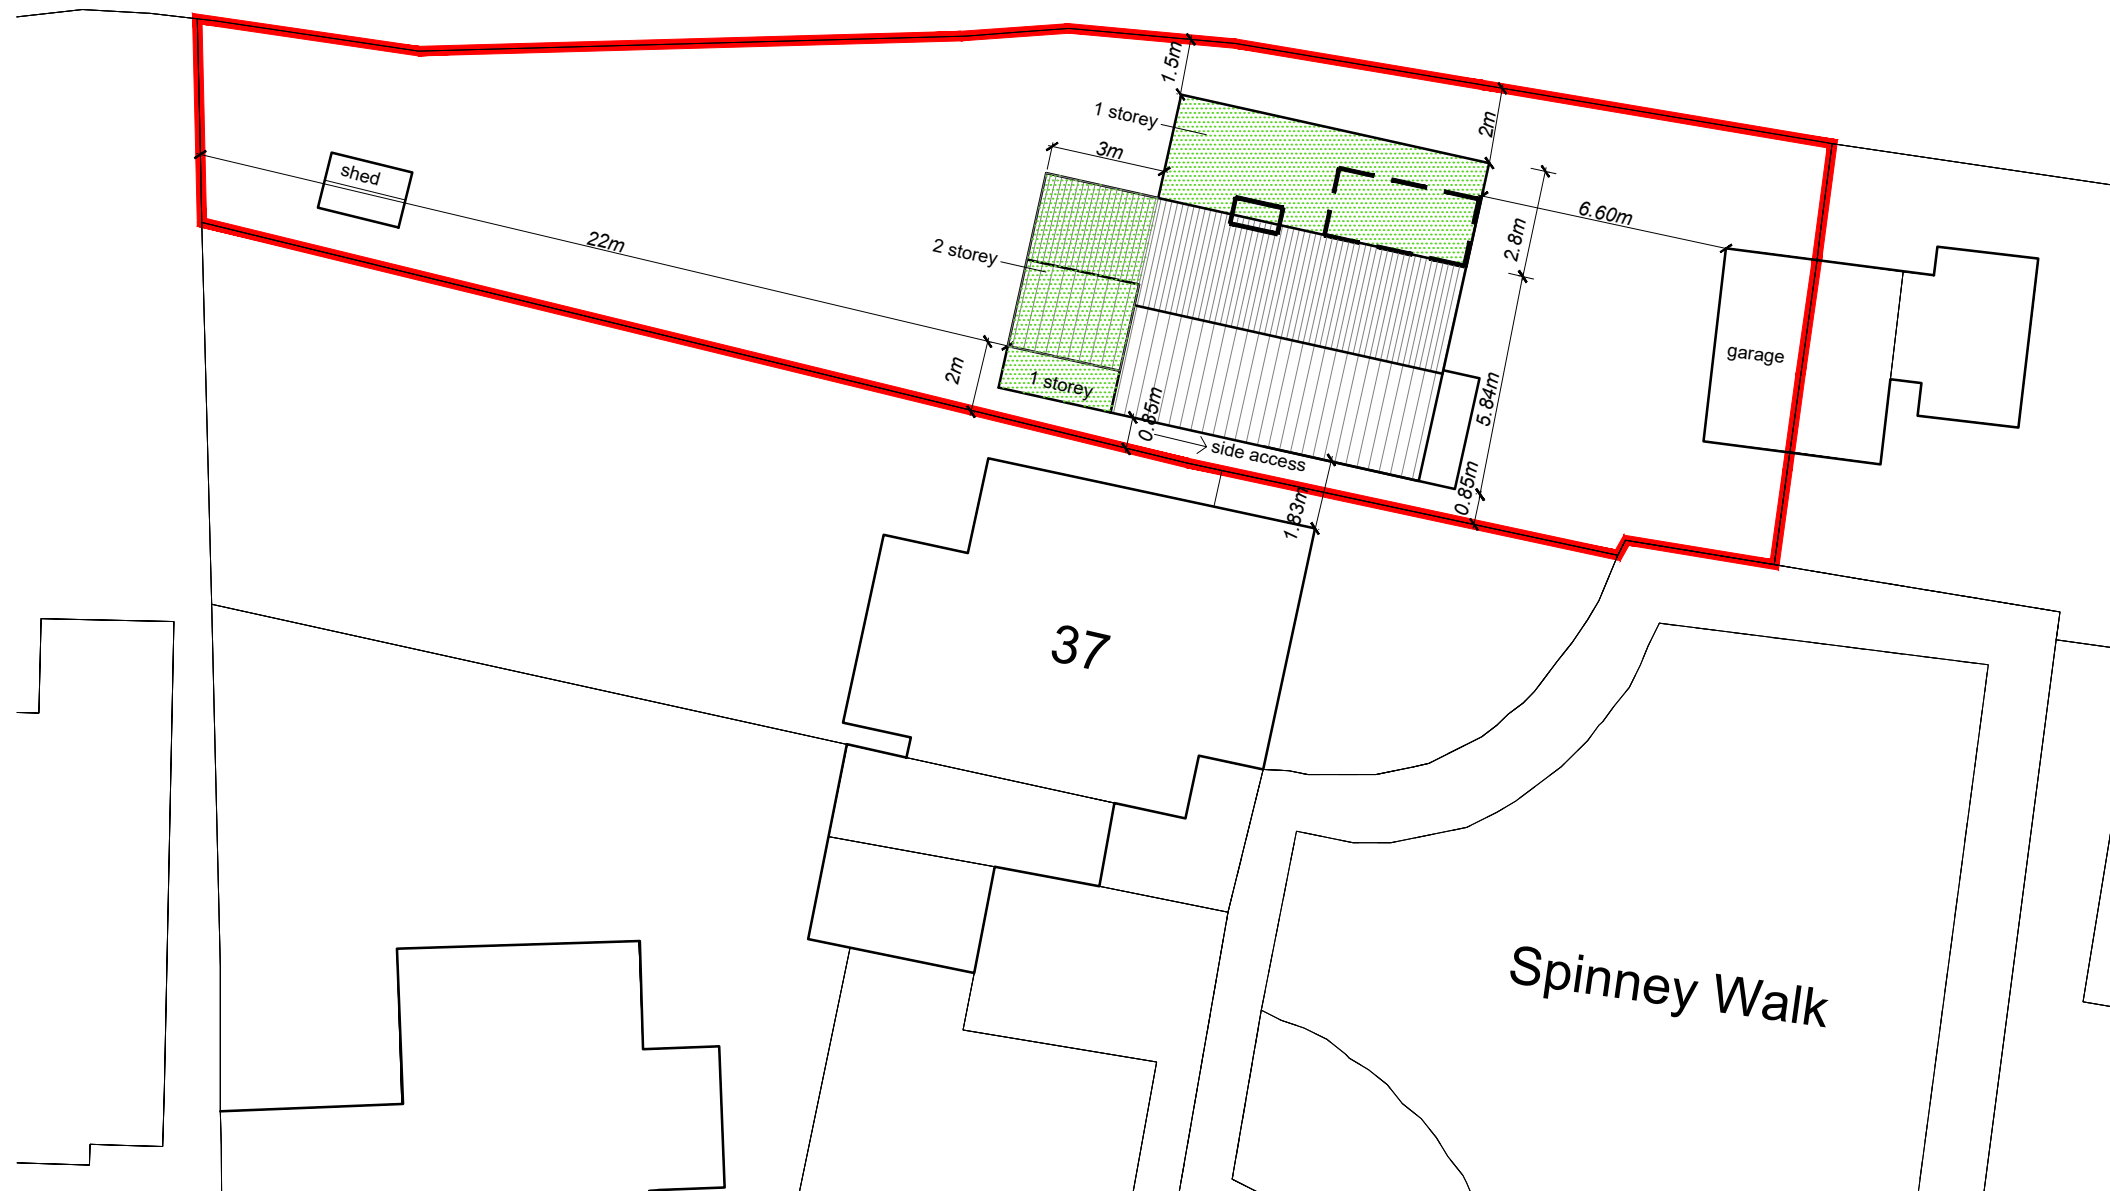 1.5m
1 storey
2m
3m
shed
6.60m
22m
2.8m
2 storey
garage
2m
1 storey
5.84m
0.85m
side access
0.85m
1.83m
37
Spinney Walk